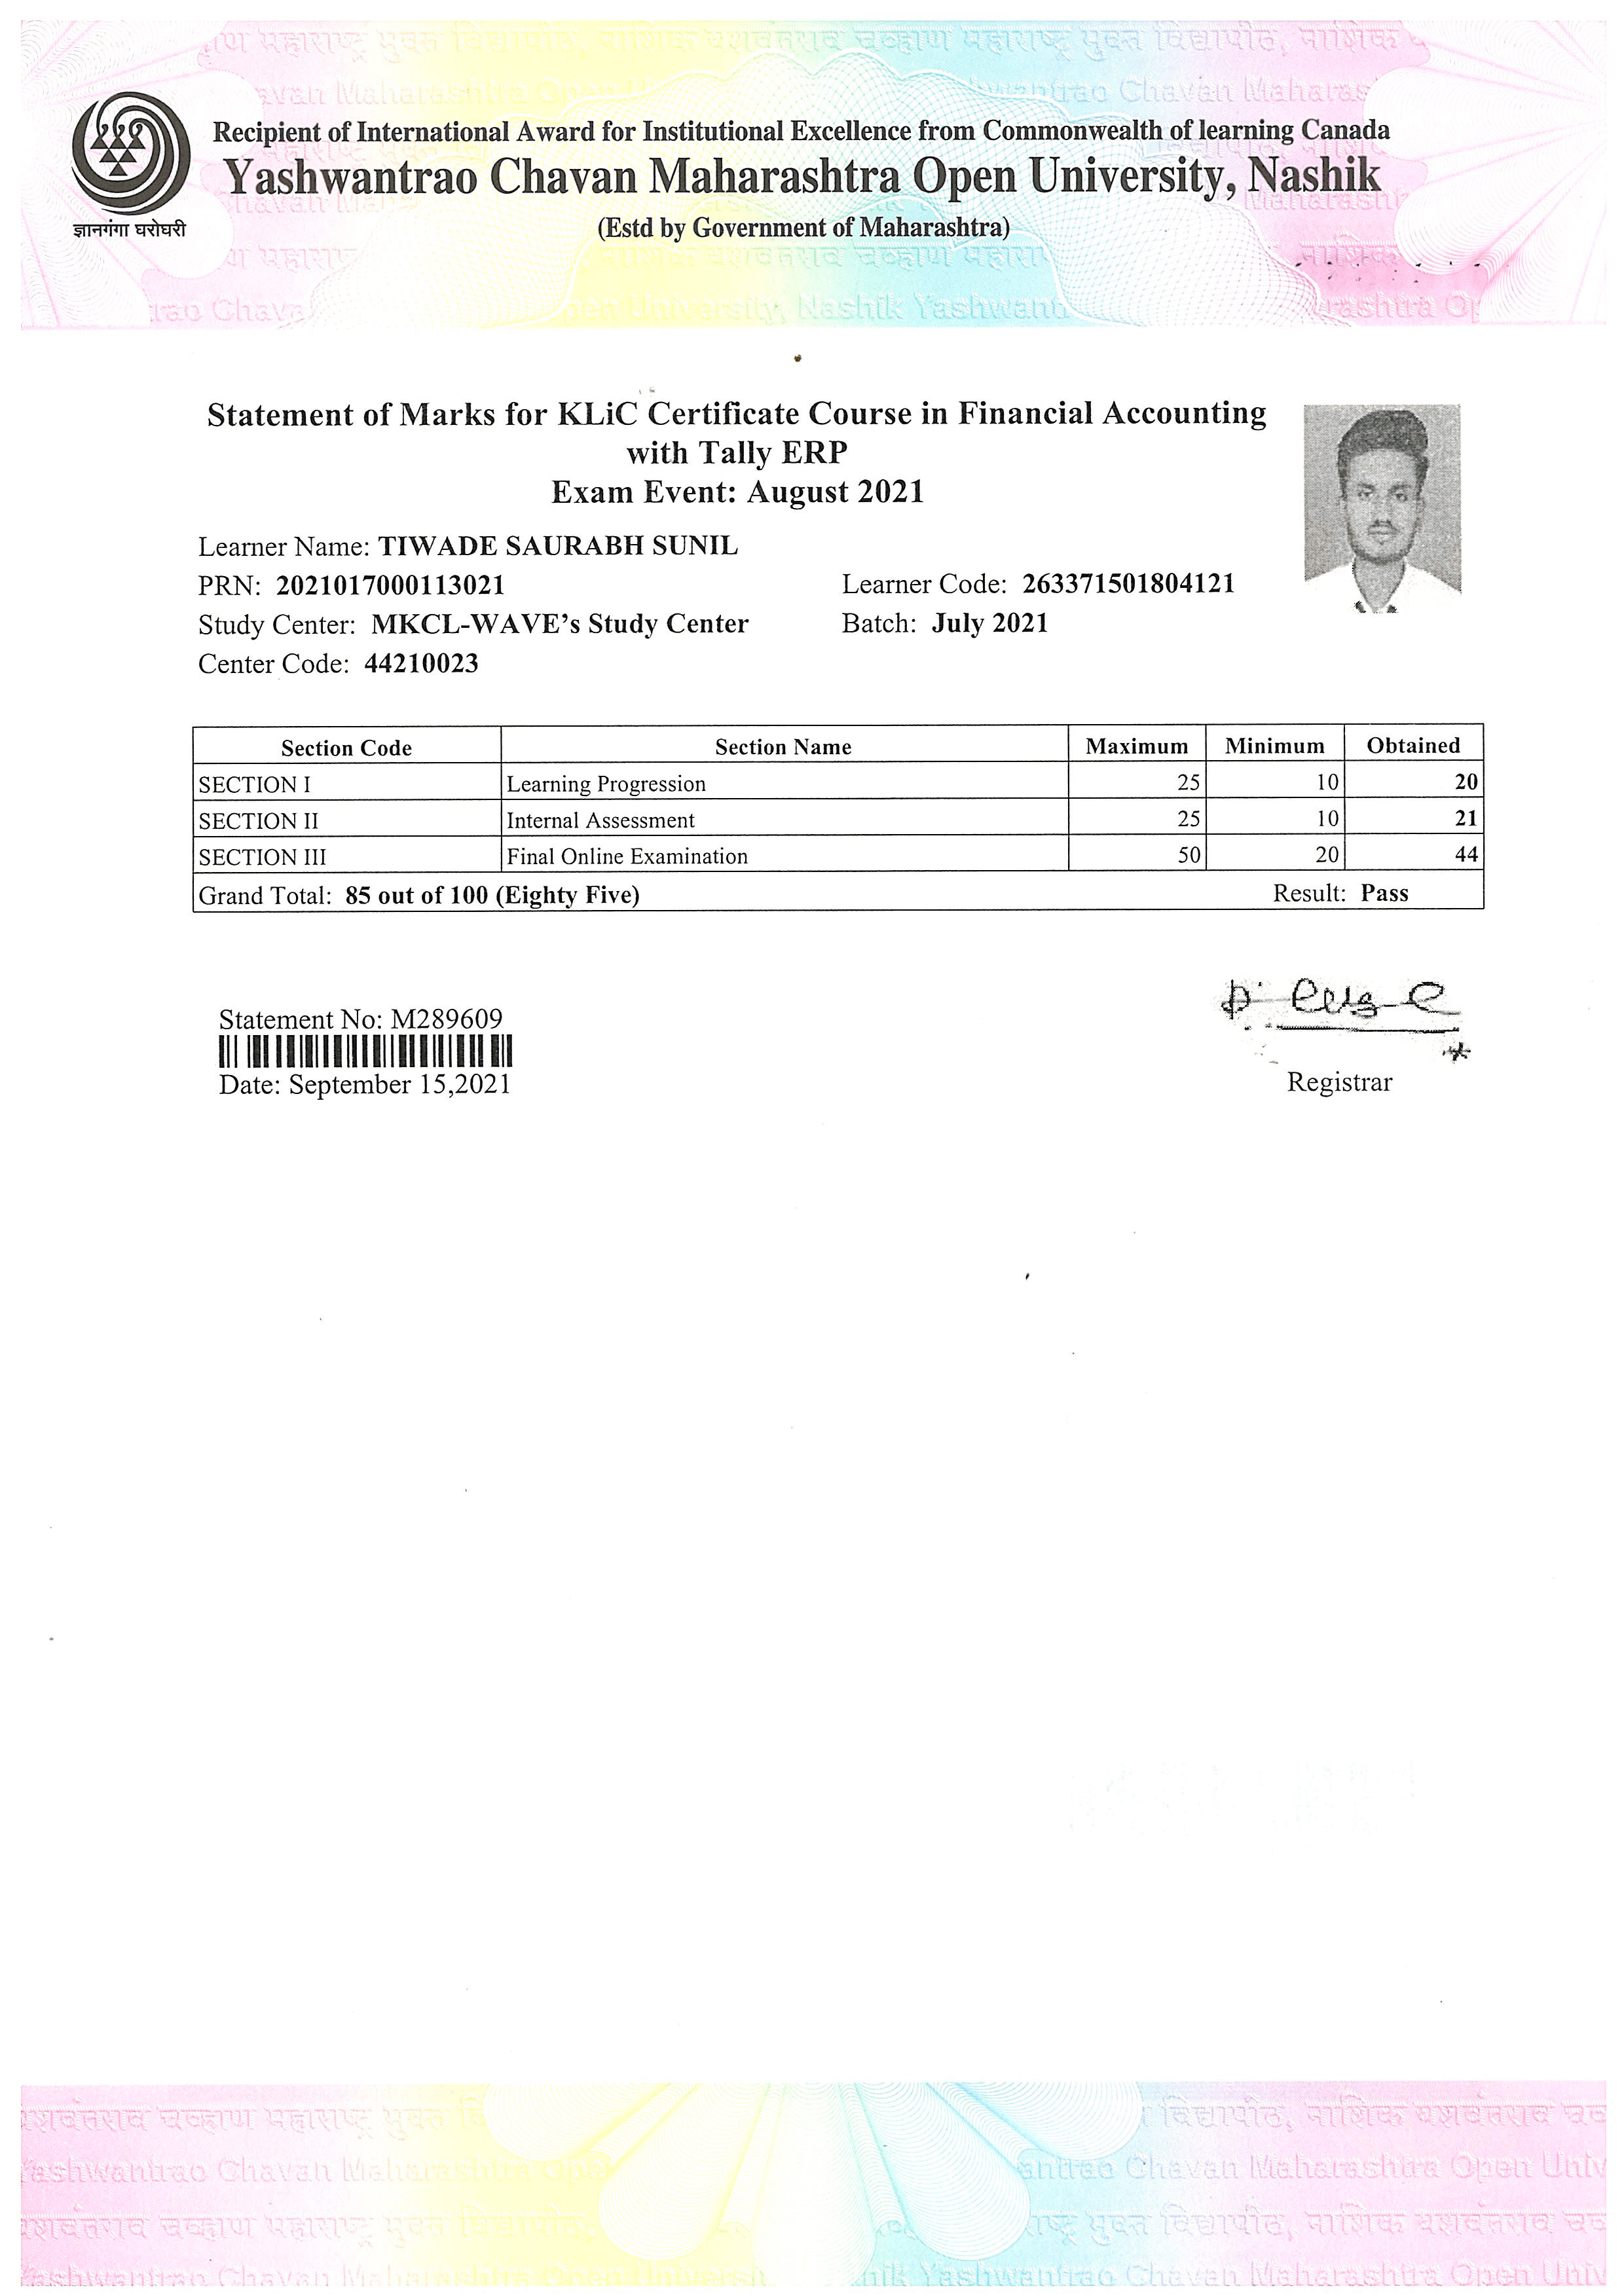 Recipient of International Award for Institutional Excellence from Commonwealth of learning Canada
Yashwantrao Chavan Maharashtra Open University, Nashik
(Estd by Government of Maharashtra)
ज्ञानगंगा घरोघरी
Statement of Marks for KLiC Certificate Course in Financial Accounting
with Tally ERP
Exam Event: August 2021
Learner Name: TIWADE SAURABH SUNIL
PRN: 2021017000113021 Learner Code: 263371501804121
Study Center: MKCL-WAVE’s Study Center Batch: July 2021
Center Code: 44210023
Section Code Section Name Maximum Minimum Obtained
SECTION I Learning Progression 25 10 20
SECTION II Internal Assessment 25 10 21
SECTION III Final Online Examination 50 20 44
Grand Total: 85 out of 100 (Eighty Five) Result: Pass
Statement No: M289609
Date: September 15,2021
Registrar